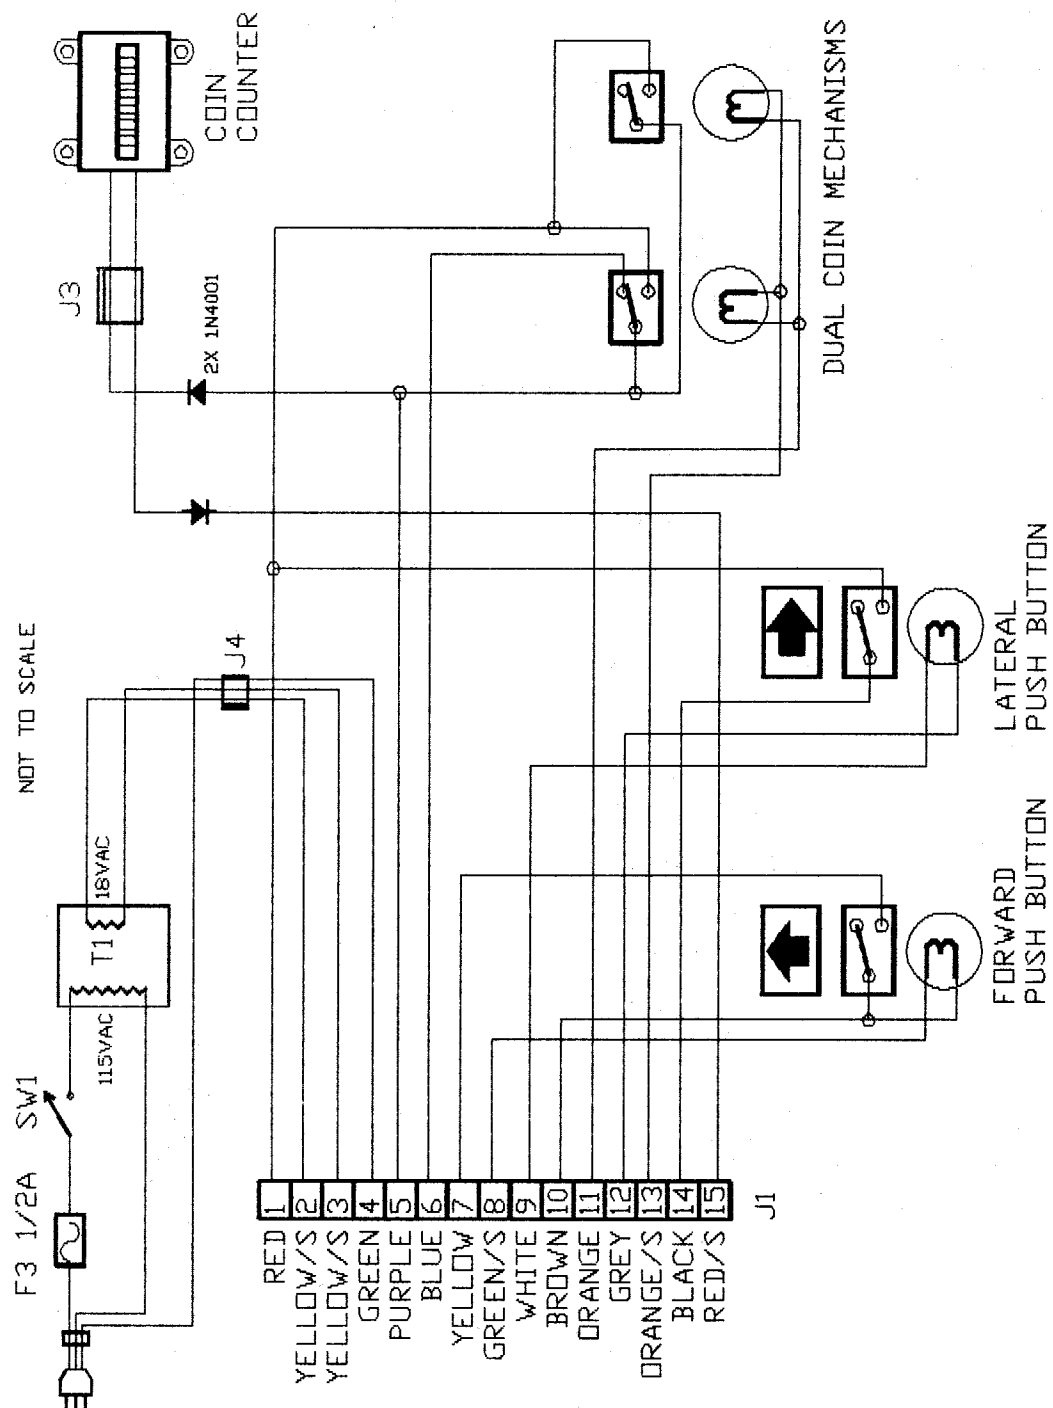 NOT TO SCALE
F3 1/2A
SW1
115VAC
T1
18VAC
J4
J3
2X 1N4001
COIN
COUNTER
DUAL COIN MECHANISMS
LATERAL
PUSH BUTTON
FORWARD
PUSH BUTTON
J1
RED 1
YELLOW/S 2
YELLOW/S 3
GREEN 4
PURPLE 5
BLUE 6
YELLOW 7
GREEN/S 8
WHITE 9
BROWN 10
ORANGE 11
GREY 12
ORANGE/S 13
BLACK 14
RED/S 15